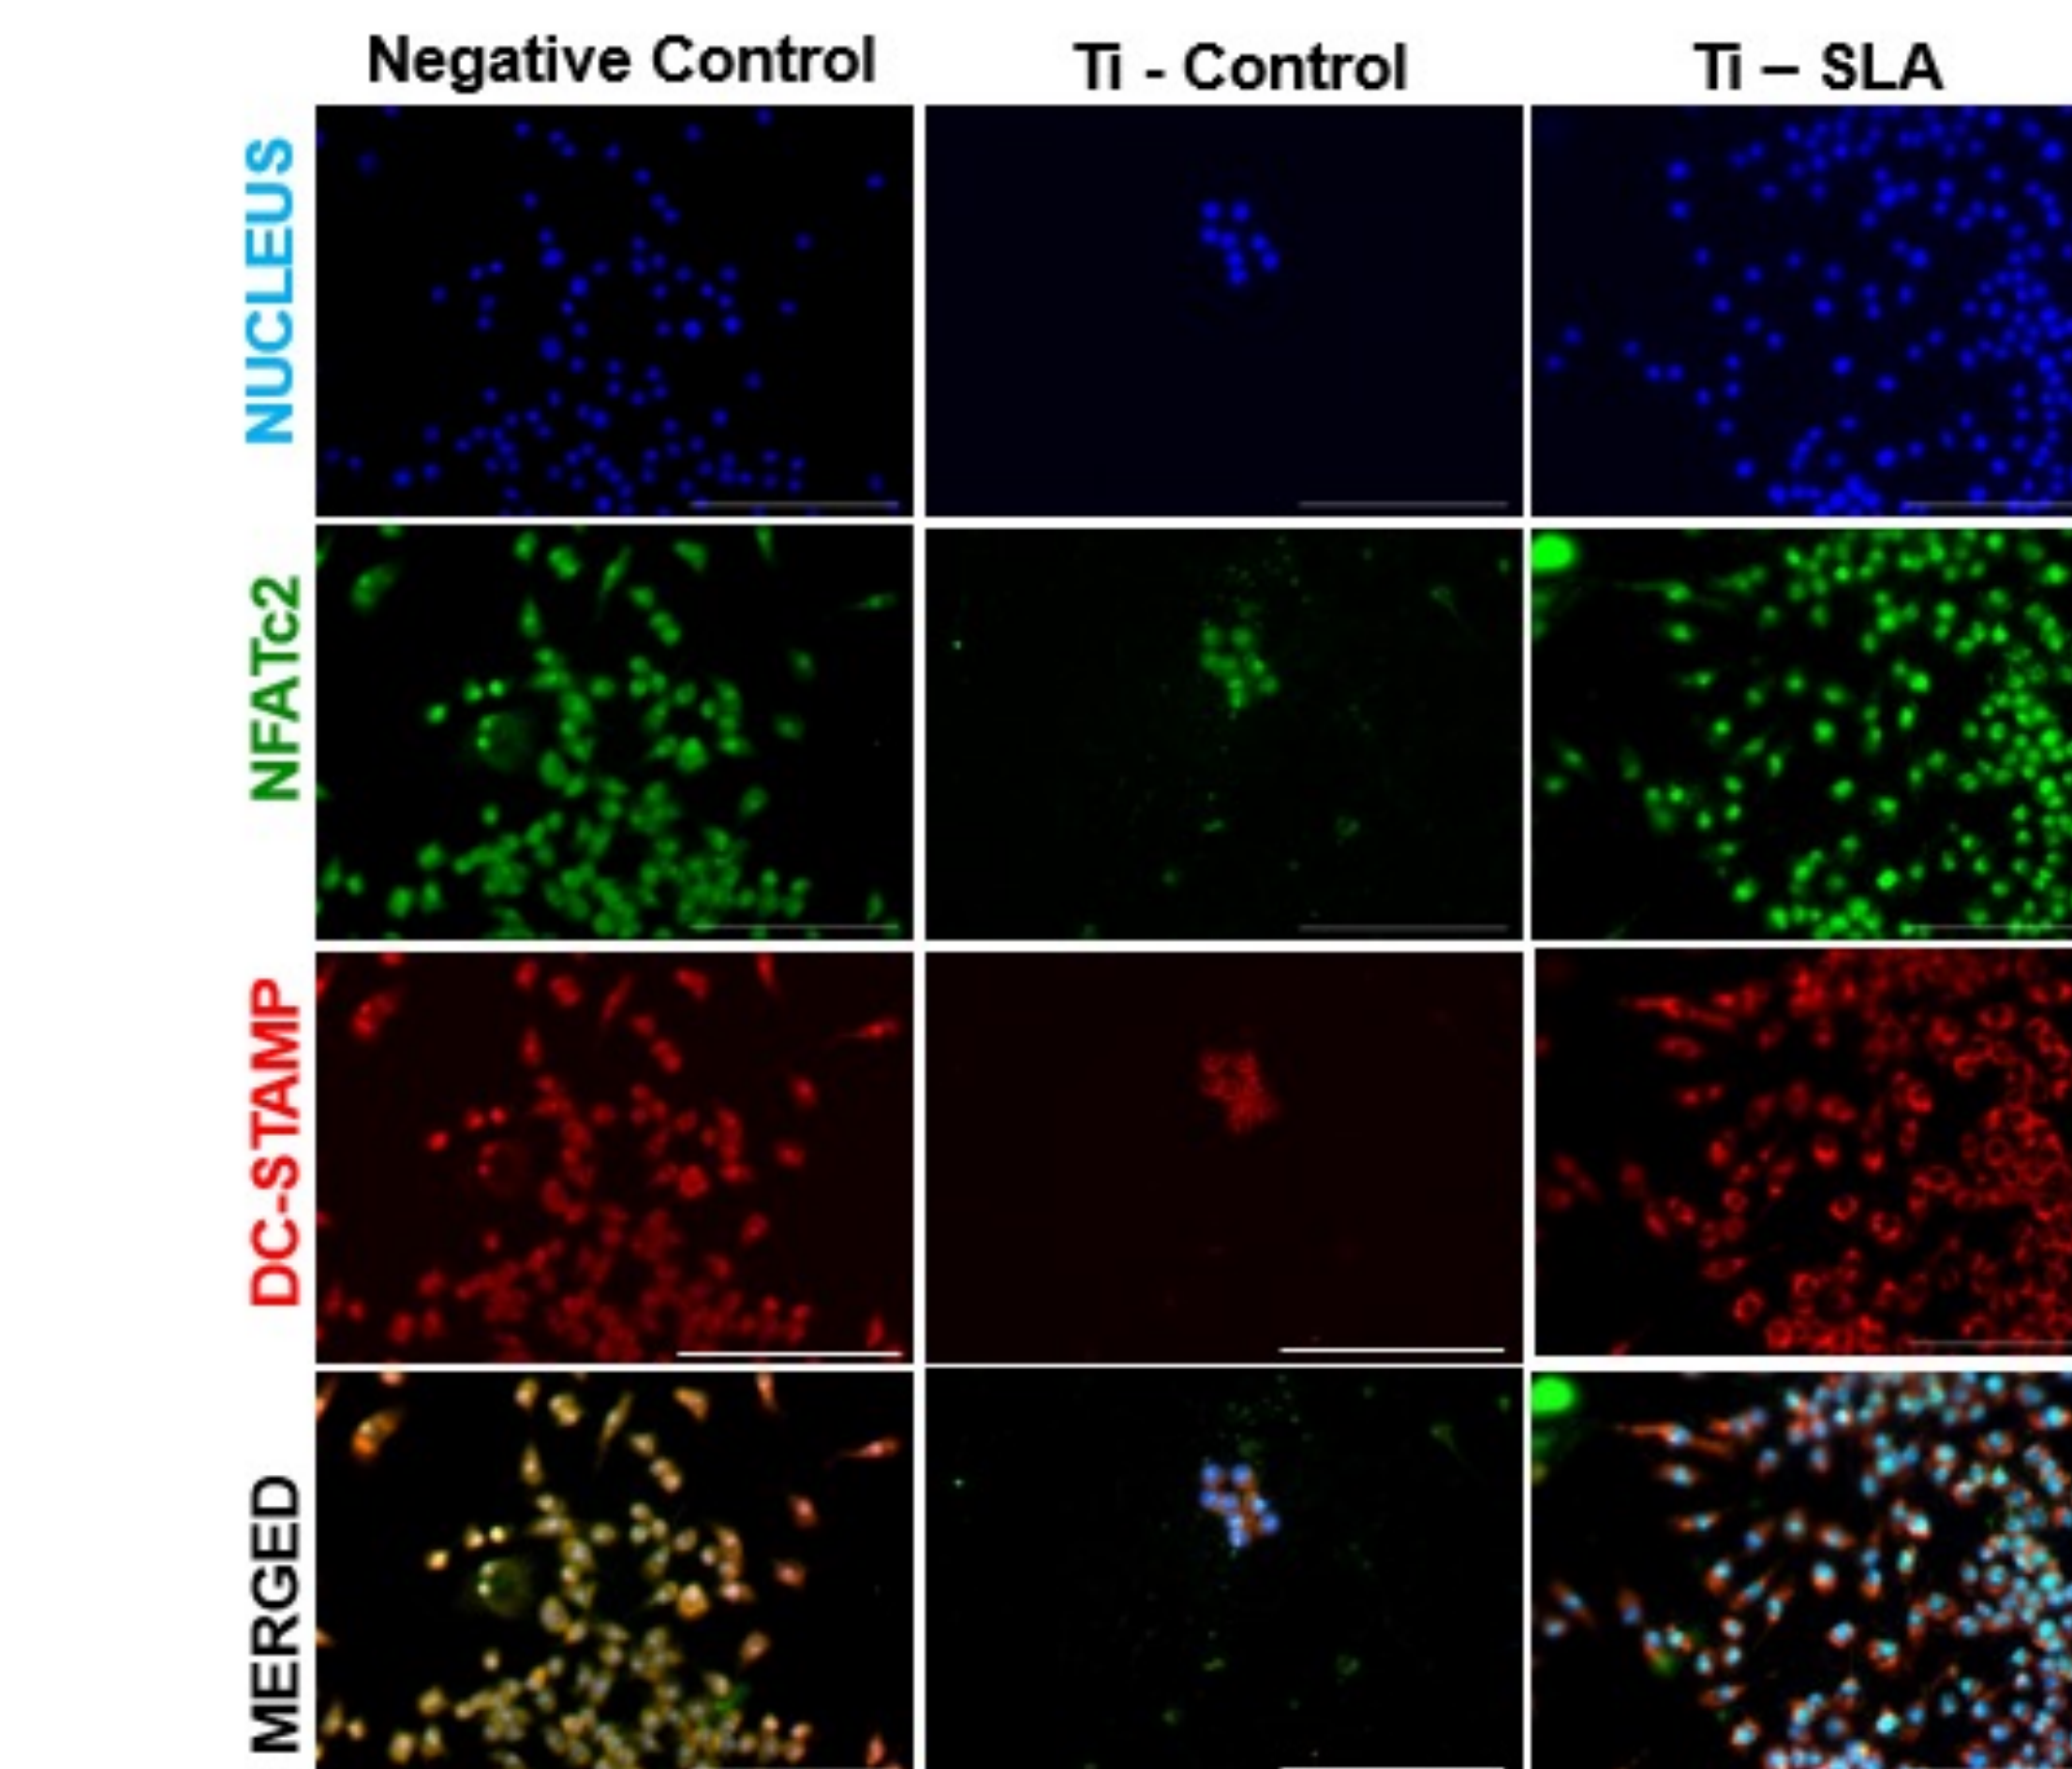 Negative Control
Ti - Control
Ti – SLA
NUCLEUS
NFATc2
DC-STAMP
MERGED